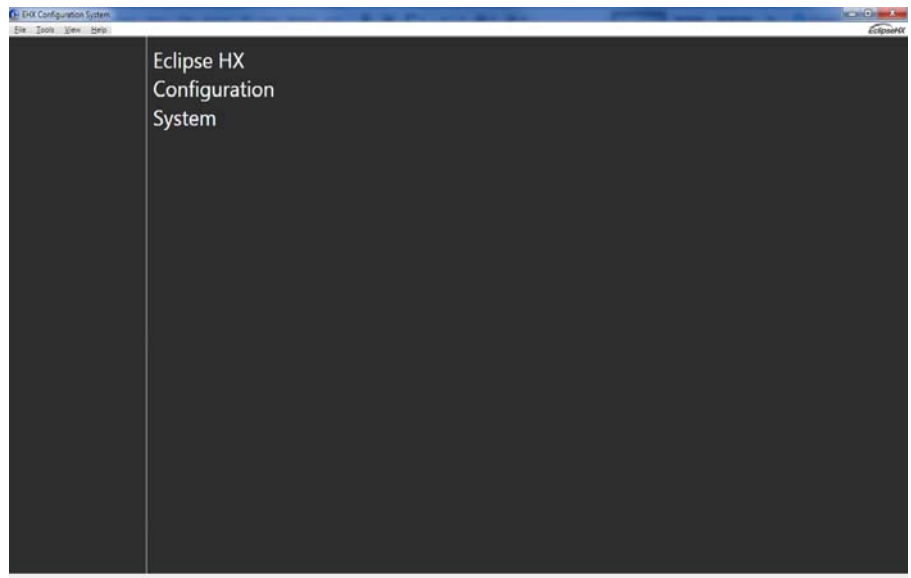 EHX Configuration System
File Tools View Help
EclipseHX
Eclipse HX
Configuration
System